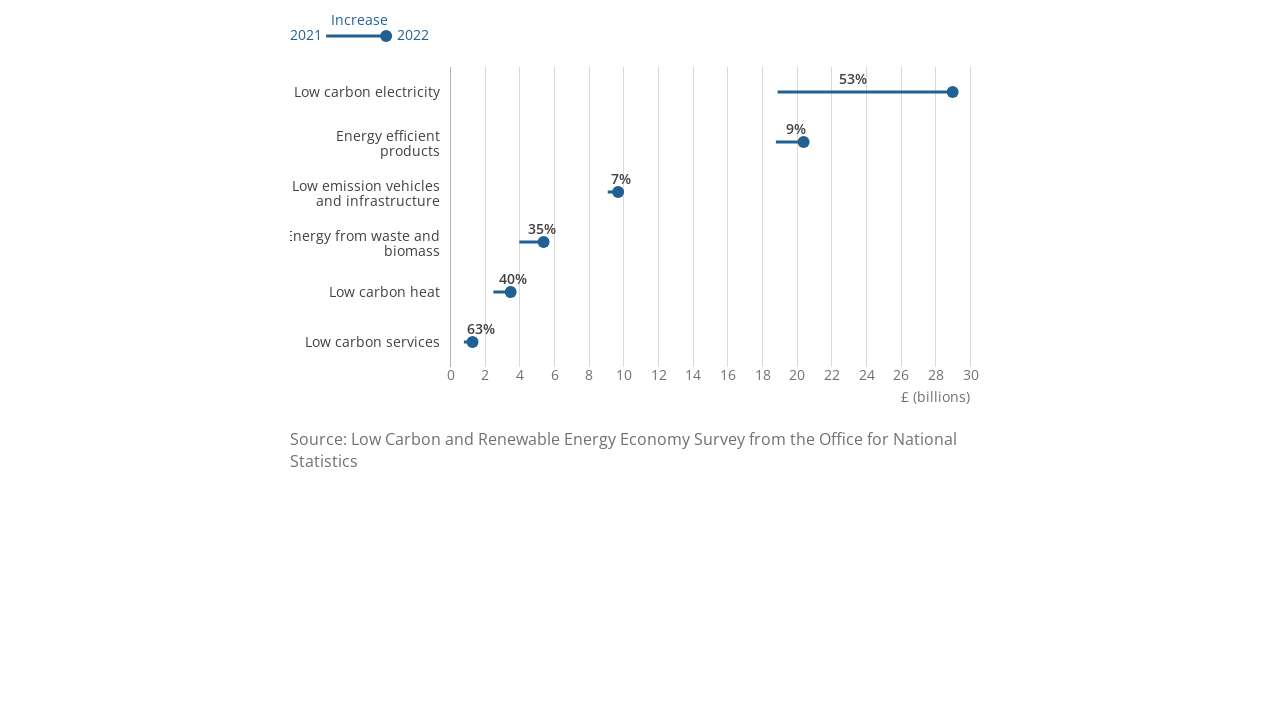 Increase
2021 2022
53%
Low carbon electricity
9%
Energy efficient
products
7%
Low emission vehicles
and infrastructure
35%
Energy from waste and
biomass
40%
Low carbon heat
63%
Low carbon services
0 2 4 6 8 10 12 14 16 18 20 22 24 26 28 30
£ (billions)
Source: Low Carbon and Renewable Energy Economy Survey from the Office for National
Statistics